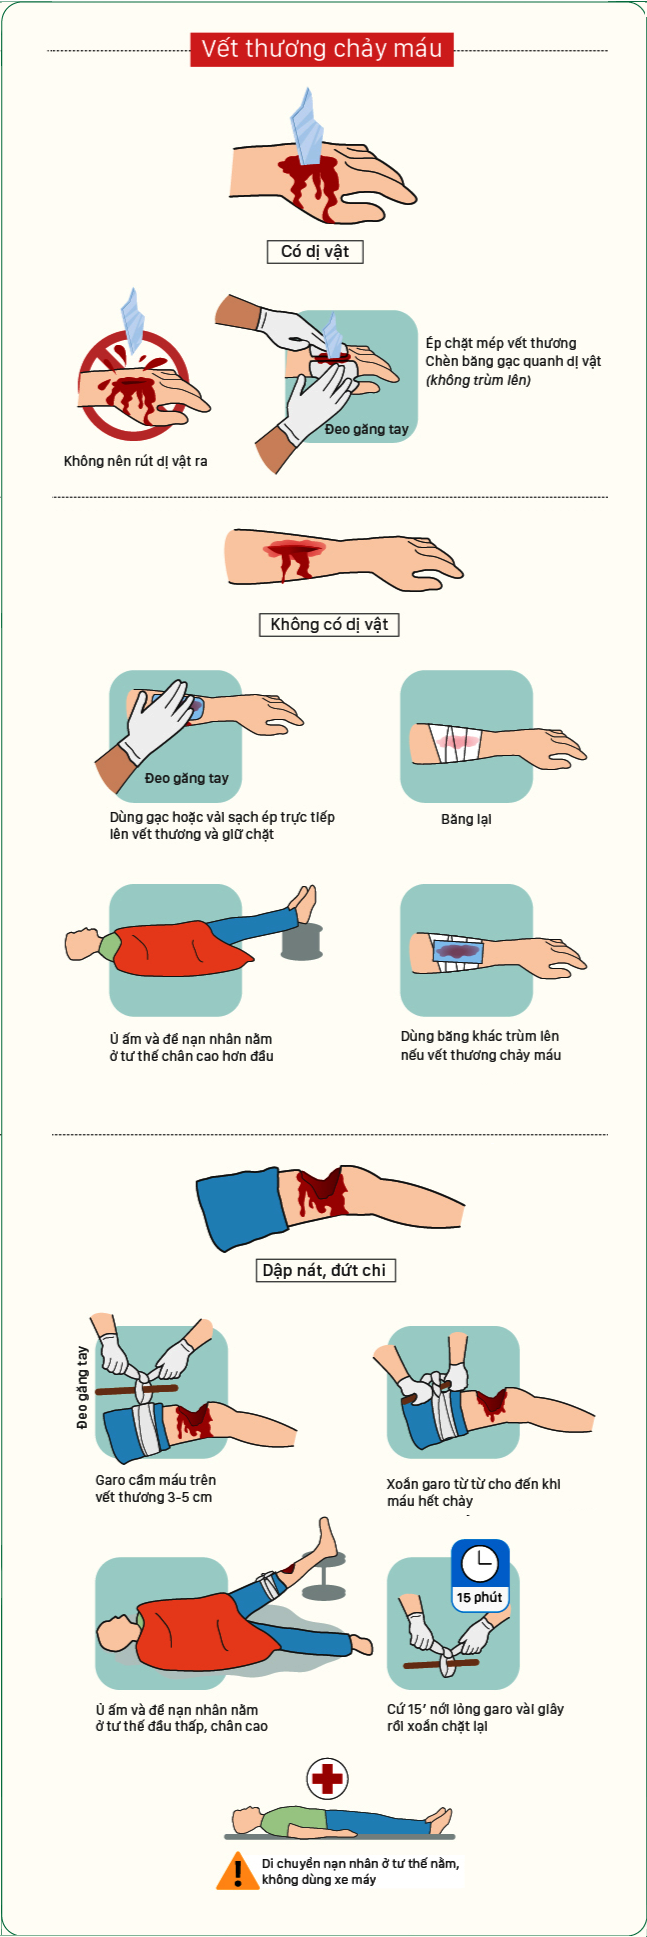 Vết thương chảy máu
Có dị vật
Ép chặt mép vết thương
Chèn băng gạc quanh dị vật
(không trùm lên)
Đeo găng tay
Không nên rút dị vật ra
Không có dị vật
Đeo găng tay
Dùng gạc hoặc vải sạch ép trực tiếp
lên vết thương và giữ chặt
Băng lại
Ủ ấm và để nạn nhân nằm
ở tư thế chân cao hơn đầu
Dùng băng khác trùm lên
nếu vết thương chảy máu
Dập nát, đứt chi
Đeo găng tay
Garo cầm máu trên
vết thương 3-5 cm
Xoắn garo từ từ cho đến khi
máu hết chảy
15 phút
Ủ ấm và để nạn nhân nằm
ở tư thế đầu thấp, chân cao
Cứ 15’ nới lỏng garo vài giây
rồi xoắn chặt lại
Di chuyển nạn nhân ở tư thế nằm,
không dùng xe máy